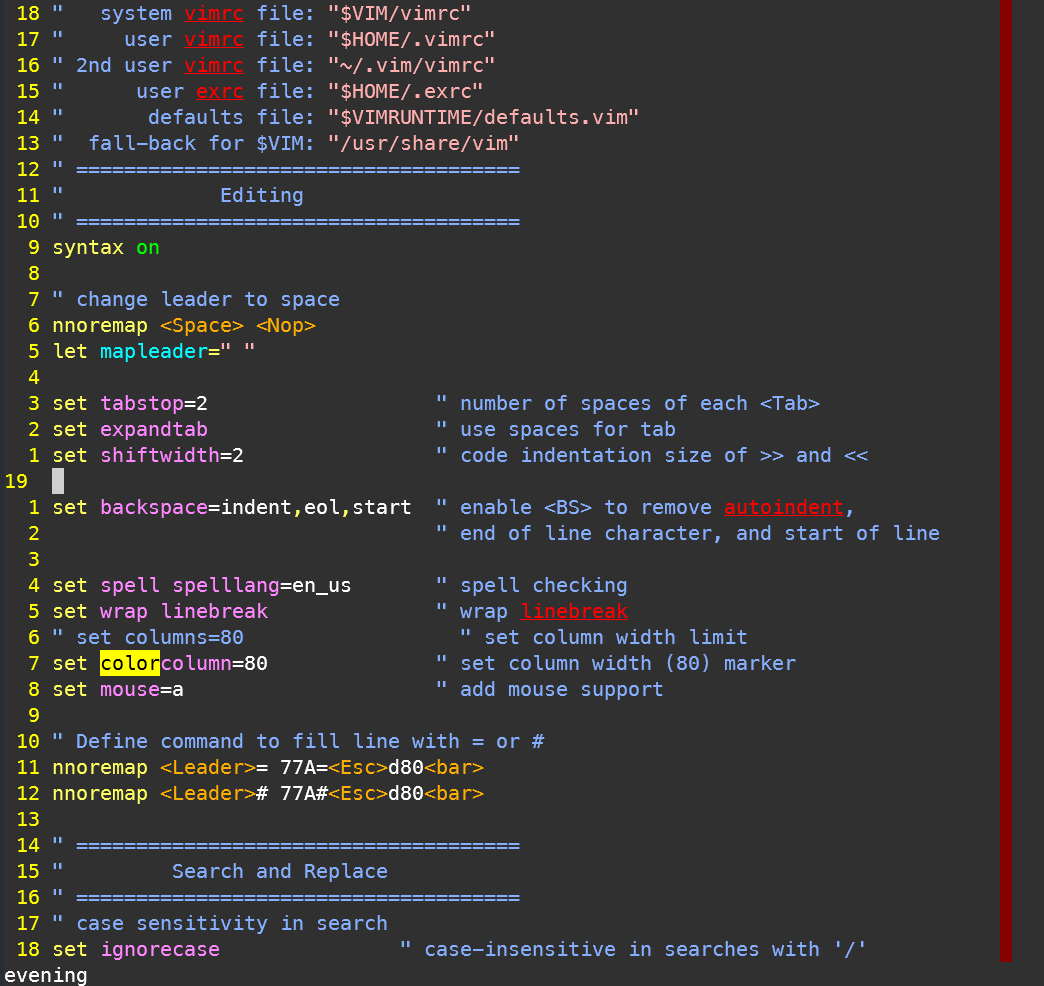 18 "   system vimrc file: "$VIM/vimrc"
17 "     user vimrc file: "$HOME/.vimrc"
16 " 2nd user vimrc file: "~/.vim/vimrc"
15 "      user exrc file: "$HOME/.exrc"
14 "       defaults file: "$VIMRUNTIME/defaults.vim"
13 "  fall-back for $VIM: "/usr/share/vim"
12 " =====================================
11 "             Editing
10 " =====================================
9 syntax on
8
7 " change leader to space
6 nnoremap <Space> <Nop>
5 let mapleader=" "
4
3 set tabstop=2                   " number of spaces of each <Tab>
2 set expandtab                   " use spaces for tab
1 set shiftwidth=2                " code indentation size of >> and <<
19
1 set backspace=indent,eol,start  " enable <BS> to remove autoindent,
2                                 " end of line character, and start of line
3
4 set spell spelllang=en_us       " spell checking
5 set wrap linebreak              " wrap linebreak
6 " set columns=80                  " set column width limit
7 set colorcolumn=80              " set column width (80) marker
8 set mouse=a                     " add mouse support
9
10 " Define command to fill line with = or #
11 nnoremap <Leader>= 77A=<Esc>d80<bar>
12 nnoremap <Leader># 77A#<Esc>d80<bar>
13
14 " =====================================
15 "         Search and Replace
16 " =====================================
17 " case sensitivity in search
18 set ignorecase               " case-insensitive in searches with '/'
evening